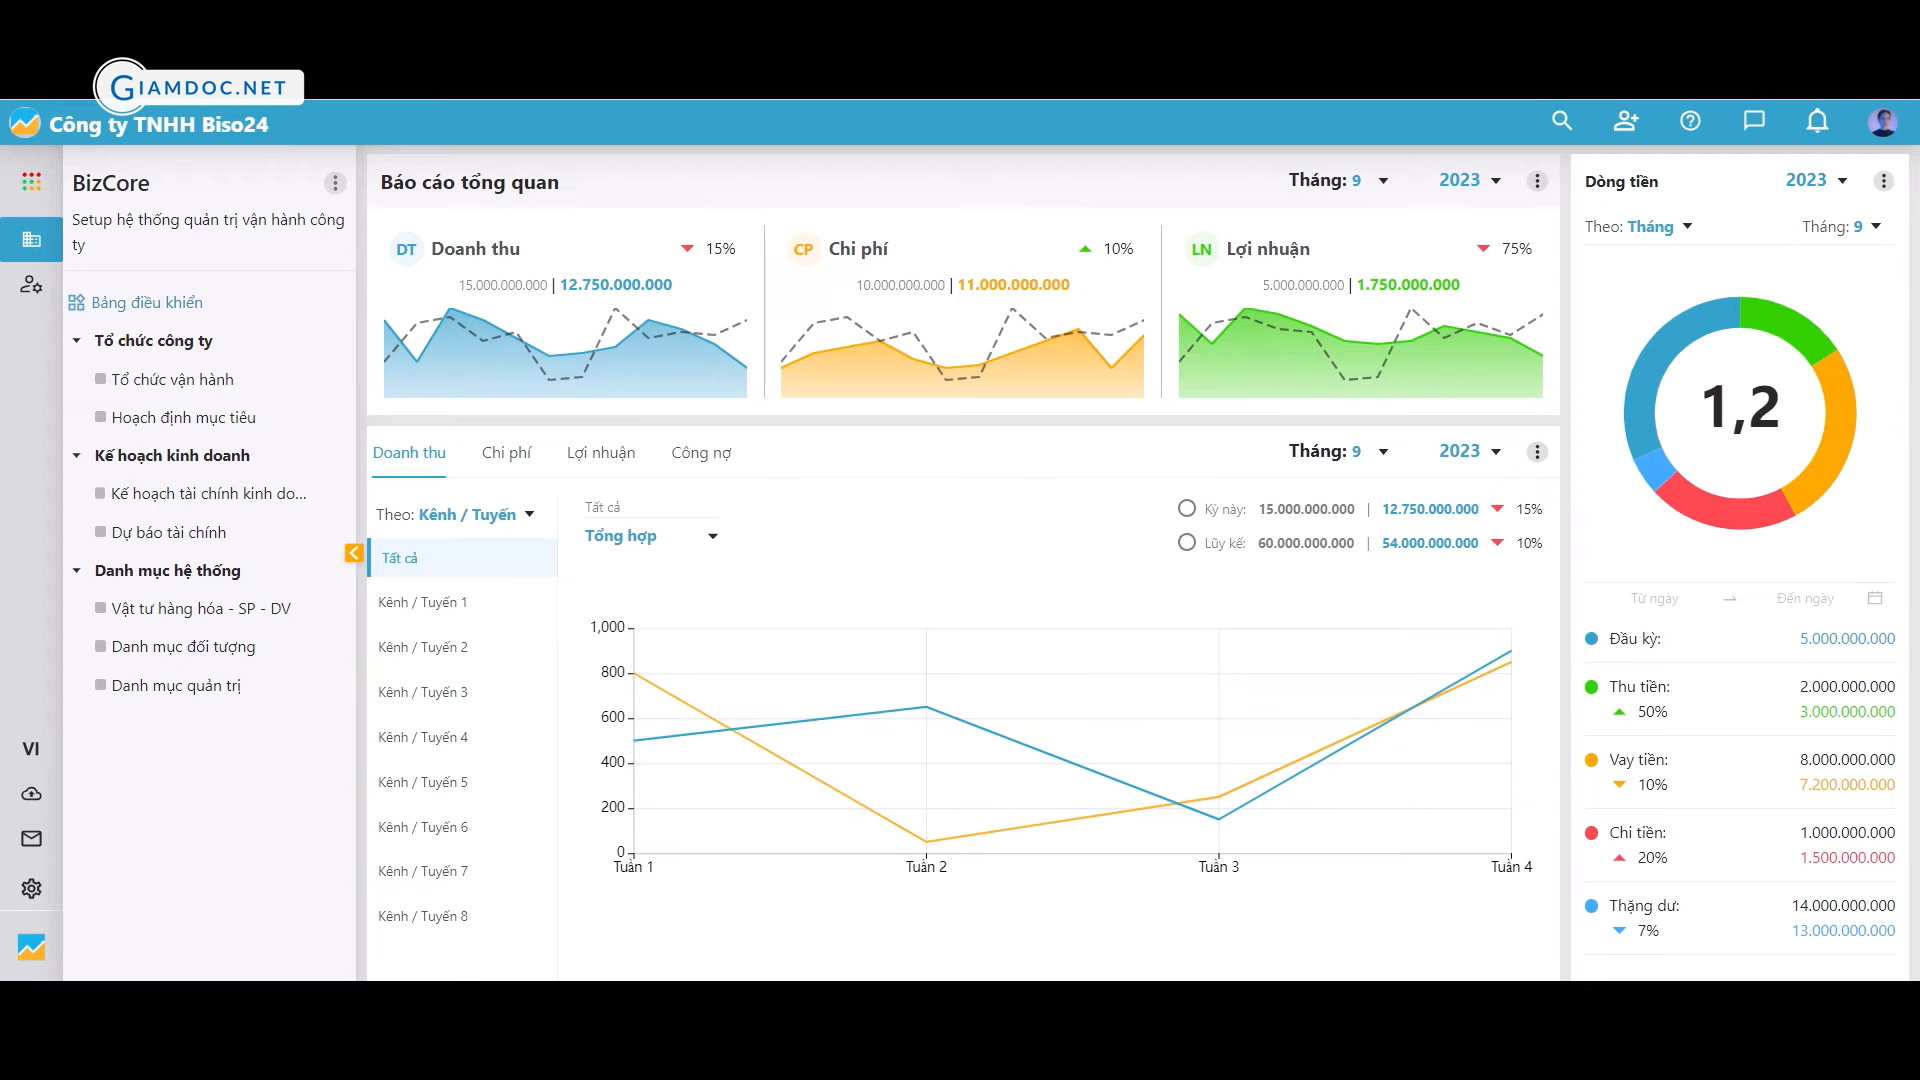 GIAMDOC.NET
Công ty TNHH Biso24
BizCore
Setup hệ thống quản trị vận hành công
ty
Bảng điều khiển
Tổ chức công ty
Tổ chức vận hành
Hoạch định mục tiêu
Kế hoạch kinh doanh
Kế hoạch tài chính kinh do...
Dự báo tài chính
Danh mục hệ thống
Vật tư hàng hóa - SP - DV
Danh mục đối tượng
Danh mục quản trị
VI
Báo cáo tổng quan
Tháng: 9
2023
DT Doanh thu 15%
15.000.000.000 | 12.750.000.000
CP Chi phí 10%
10.000.000.000 | 11.000.000.000
LN Lợi nhuận 75%
5.000.000.000 | 1.750.000.000
Doanh thu Chi phí Lợi nhuận Công nợ
Tháng: 9 2023
Theo: Kênh / Tuyến
Tất cả
Kênh / Tuyến 1
Kênh / Tuyến 2
Kênh / Tuyến 3
Kênh / Tuyến 4
Kênh / Tuyến 5
Kênh / Tuyến 6
Kênh / Tuyến 7
Kênh / Tuyến 8
Tất cả
Tổng hợp
Kỳ này: 15.000.000.000 | 12.750.000.000 15%
Lũy kế: 60.000.000.000 | 54.000.000.000 10%
1,000
800
600
400
200
0
Tuần 1 Tuần 2 Tuần 3 Tuần 4
Dòng tiền 2023
Theo: Tháng Tháng: 9
1,2
Từ ngày Đến ngày
Đầu kỳ: 5.000.000.000
Thu tiền: 2.000.000.000
50% 3.000.000.000
Vay tiền: 8.000.000.000
10% 7.200.000.000
Chi tiền: 1.000.000.000
20% 1.500.000.000
Thặng dư: 14.000.000.000
7% 13.000.000.000